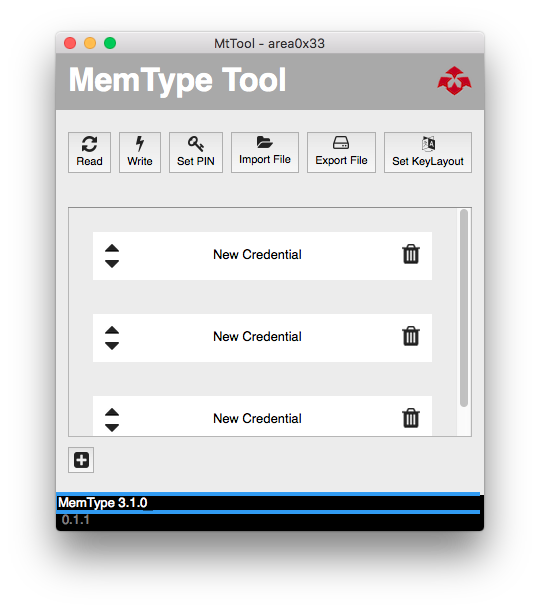 MtTool - area0x33
MemType Tool
Read Write Set PIN Import File Export File Set KeyLayout
New Credential
New Credential
New Credential
MemType 3.1.0
0.1.1